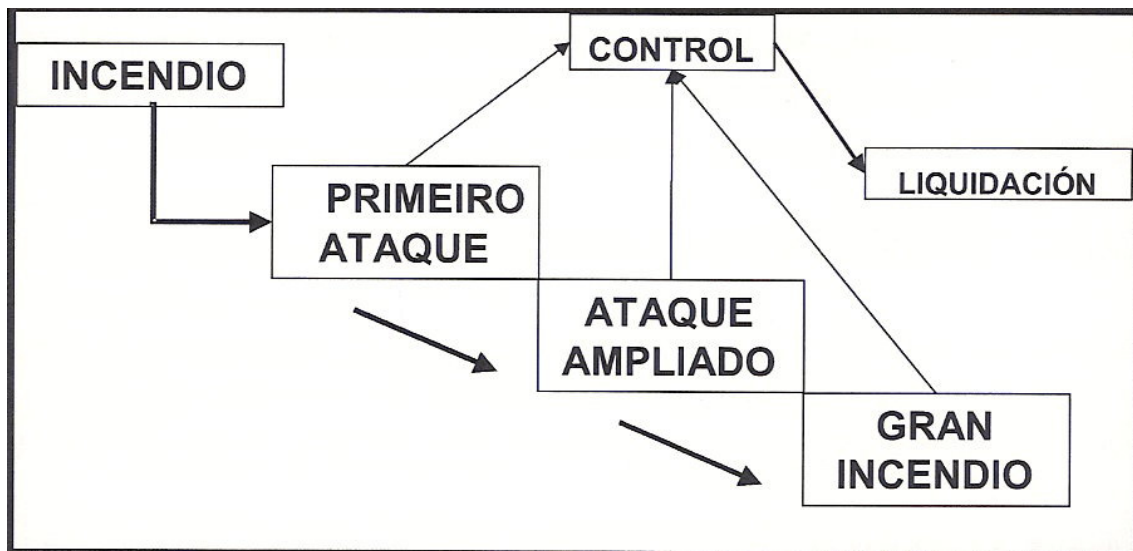 INCENDIO
CONTROL
LIQUIDACIÓN
PRIMEIRO
ATAQUE
ATAQUE
AMPLIADO
GRAN
INCENDIO